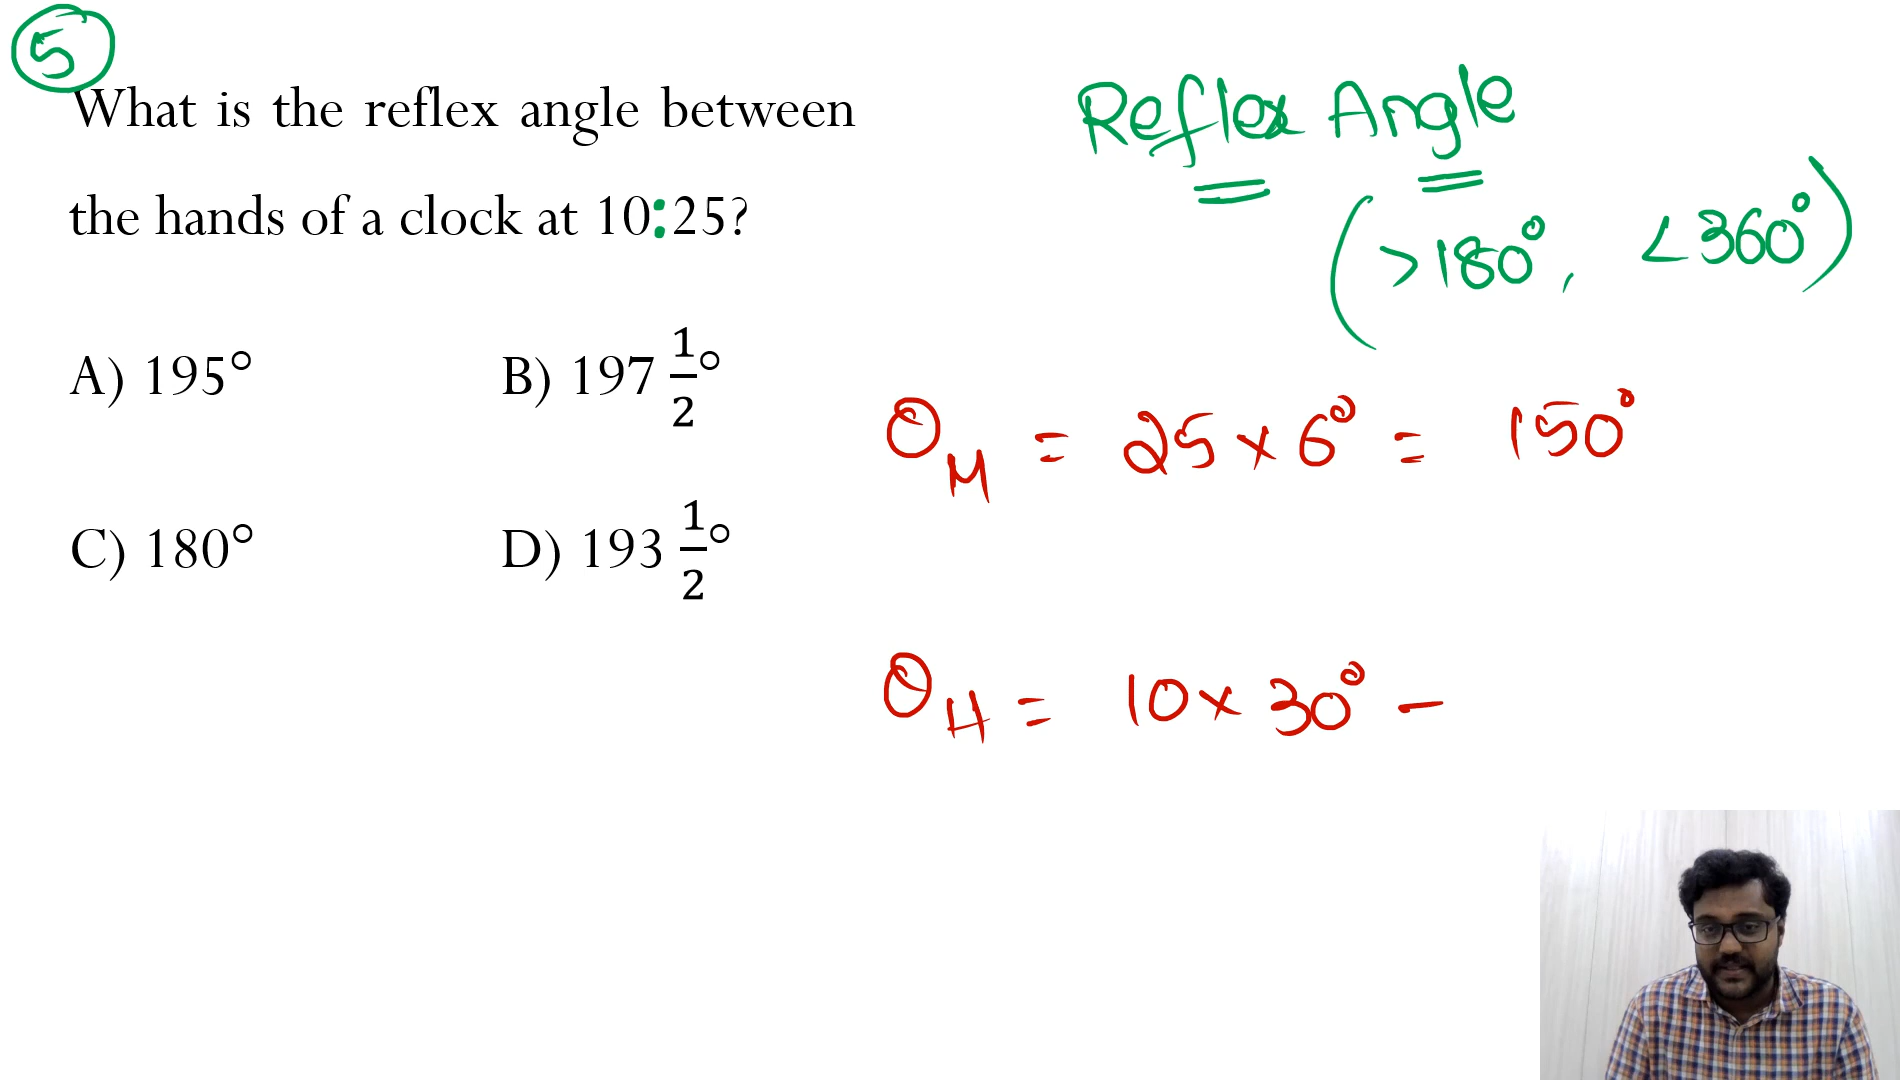 5
What is the reflex angle between
the hands of a clock at 10:25?
A) 195° B) 197 1/2°
C) 180° D) 193 1/2°
Reflex Angle
(>180°, <360°)
θM = 25 × 6° = 150°
θH = 10 × 30° −